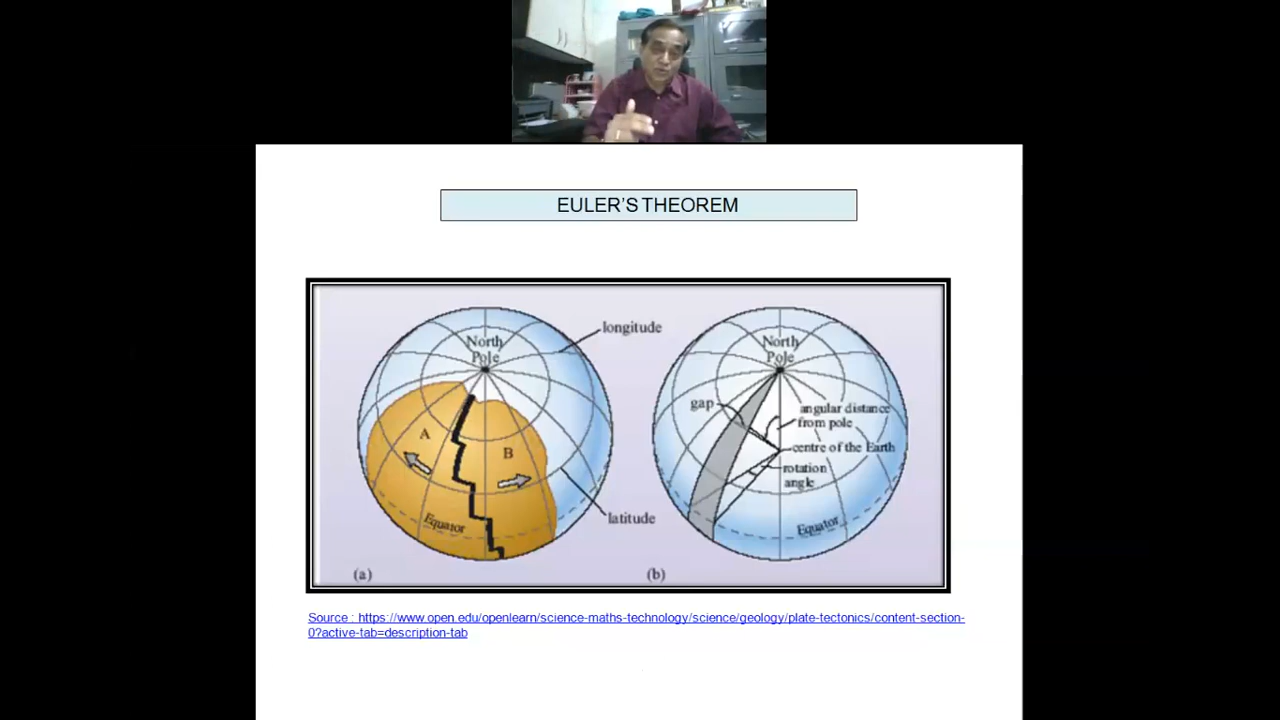 EULER'S THEOREM
longitude
North
Pole
A
B
latitude
Equator
(a)
North
Pole
gap
angular distance
from pole
centre of the Earth
rotation
angle
Equator
(b)
Source : https://www.open.edu/openlearn/science-maths-technology/science/geology/plate-tectonics/content-section-
0?active-tab=description-tab